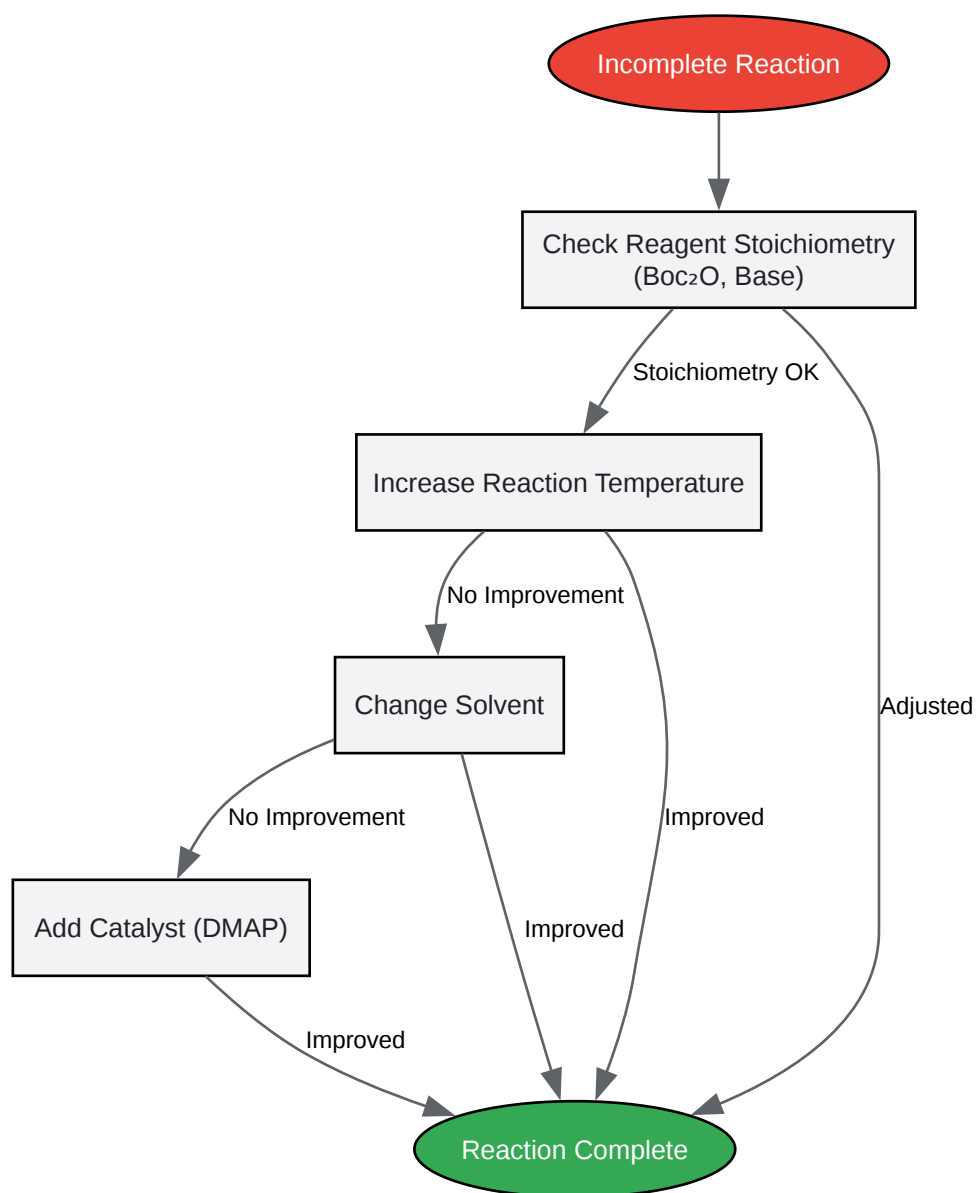 Incomplete Reaction
Check Reagent Stoichiometry
(Boc₂O, Base)
Stoichiometry OK
Increase Reaction Temperature
No Improvement
Change Solvent
Adjusted
No Improvement
Improved
Add Catalyst (DMAP)
Improved
Improved
Reaction Complete